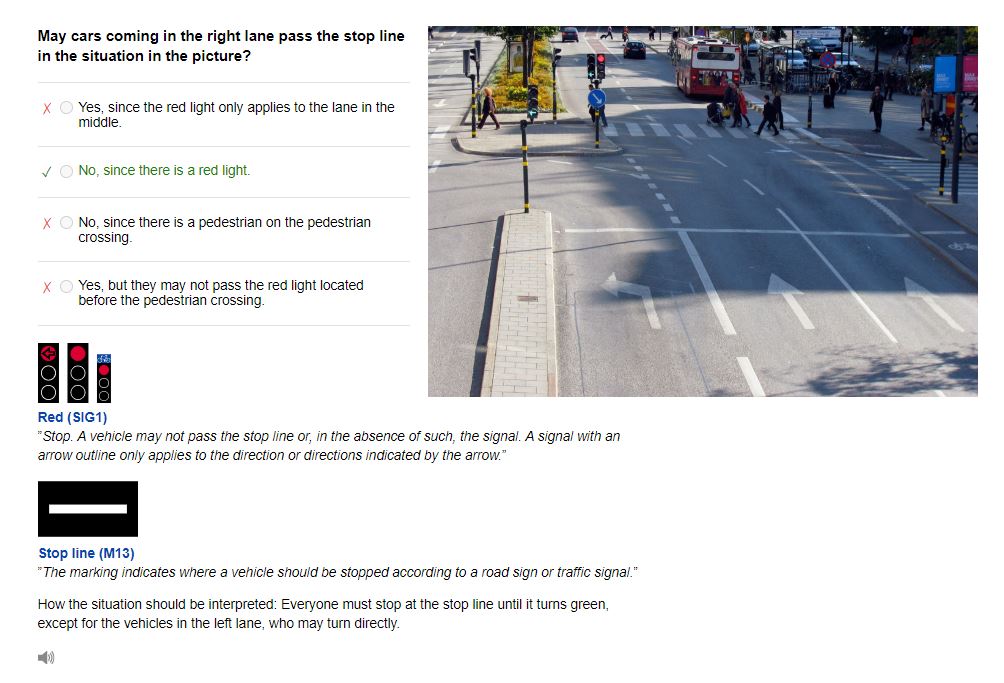 May cars coming in the right lane pass the stop line
in the situation in the picture?
Yes, since the red light only applies to the lane in the
middle.
No, since there is a red light.
No, since there is a pedestrian on the pedestrian
crossing.
Yes, but they may not pass the red light located
before the pedestrian crossing.
Red (SIG1)
”Stop. A vehicle may not pass the stop line or, in the absence of such, the signal. A signal with an
arrow outline only applies to the direction or directions indicated by the arrow.”
Stop line (M13)
”The marking indicates where a vehicle should be stopped according to a road sign or traffic signal.”
How the situation should be interpreted: Everyone must stop at the stop line until it turns green,
except for the vehicles in the left lane, who may turn directly.